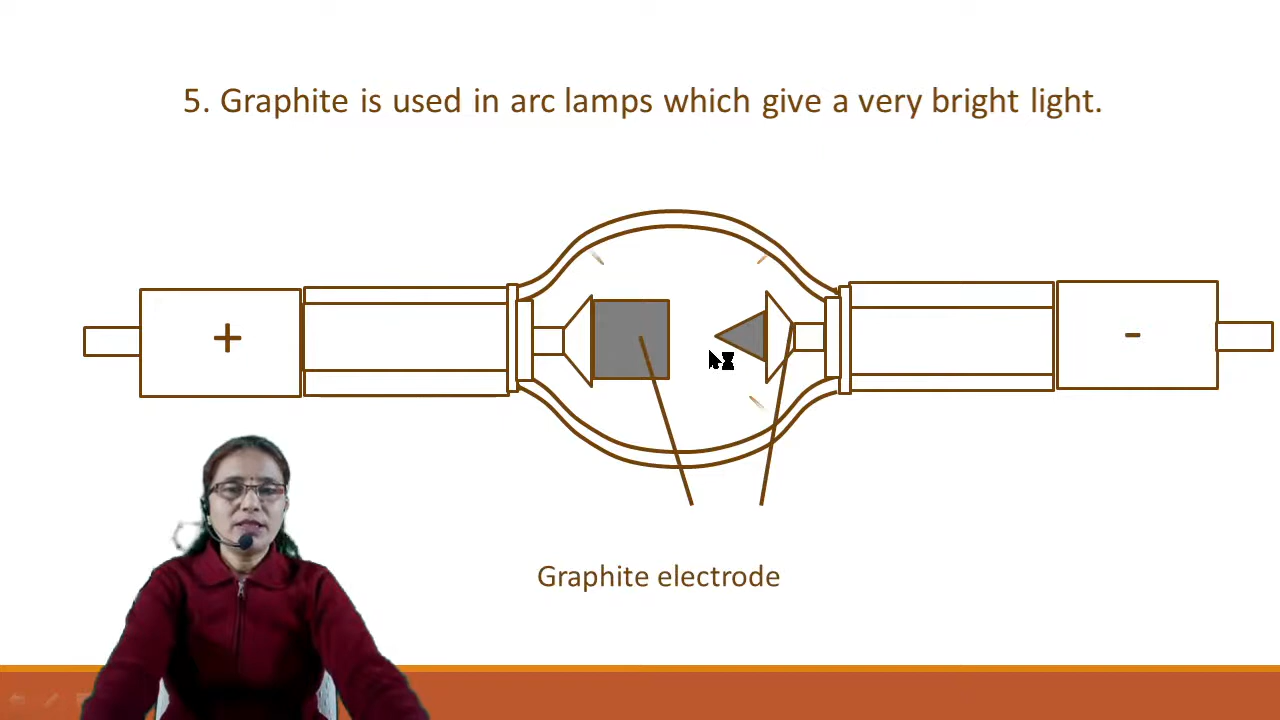 5. Graphite is used in arc lamps which give a very bright light.
+
-
Graphite electrode